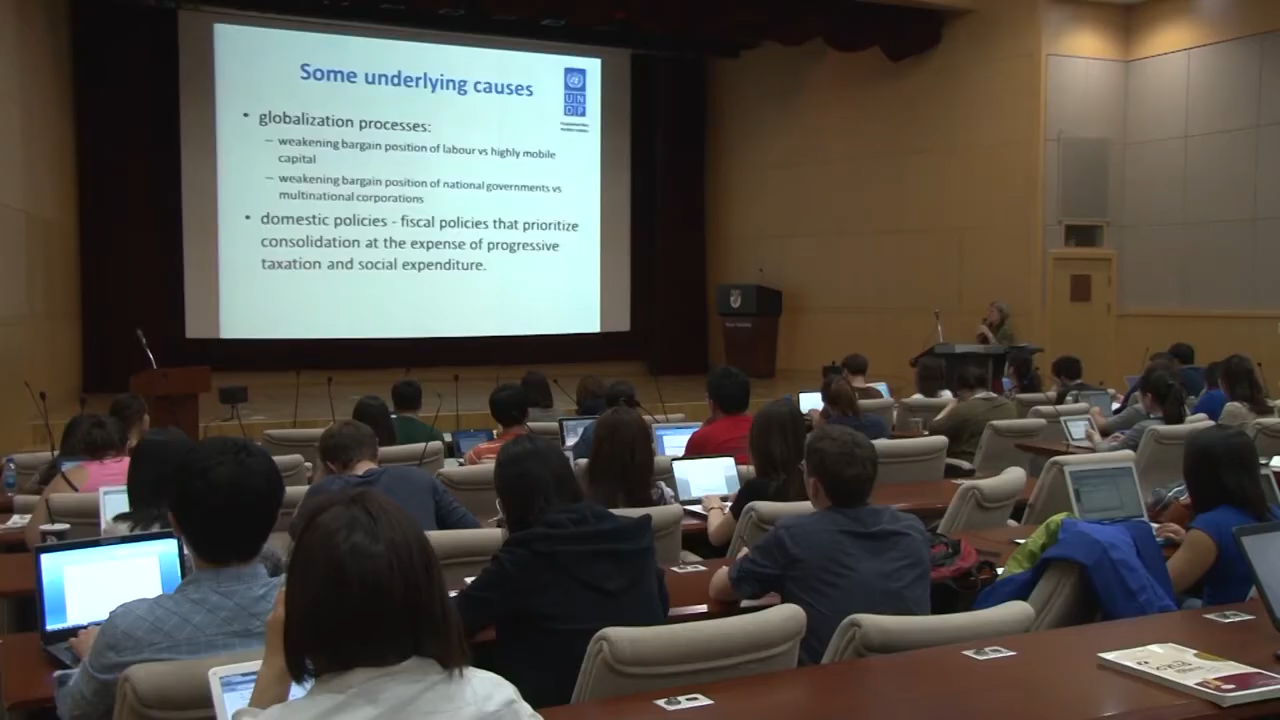 Some underlying causes
UN
DP
• globalization processes:
– weakening bargain position of labour vs highly mobile
capital
– weakening bargain position of national governments vs
multinational corporations
• domestic policies - fiscal policies that prioritize
consolidation at the expense of progressive
taxation and social expenditure.